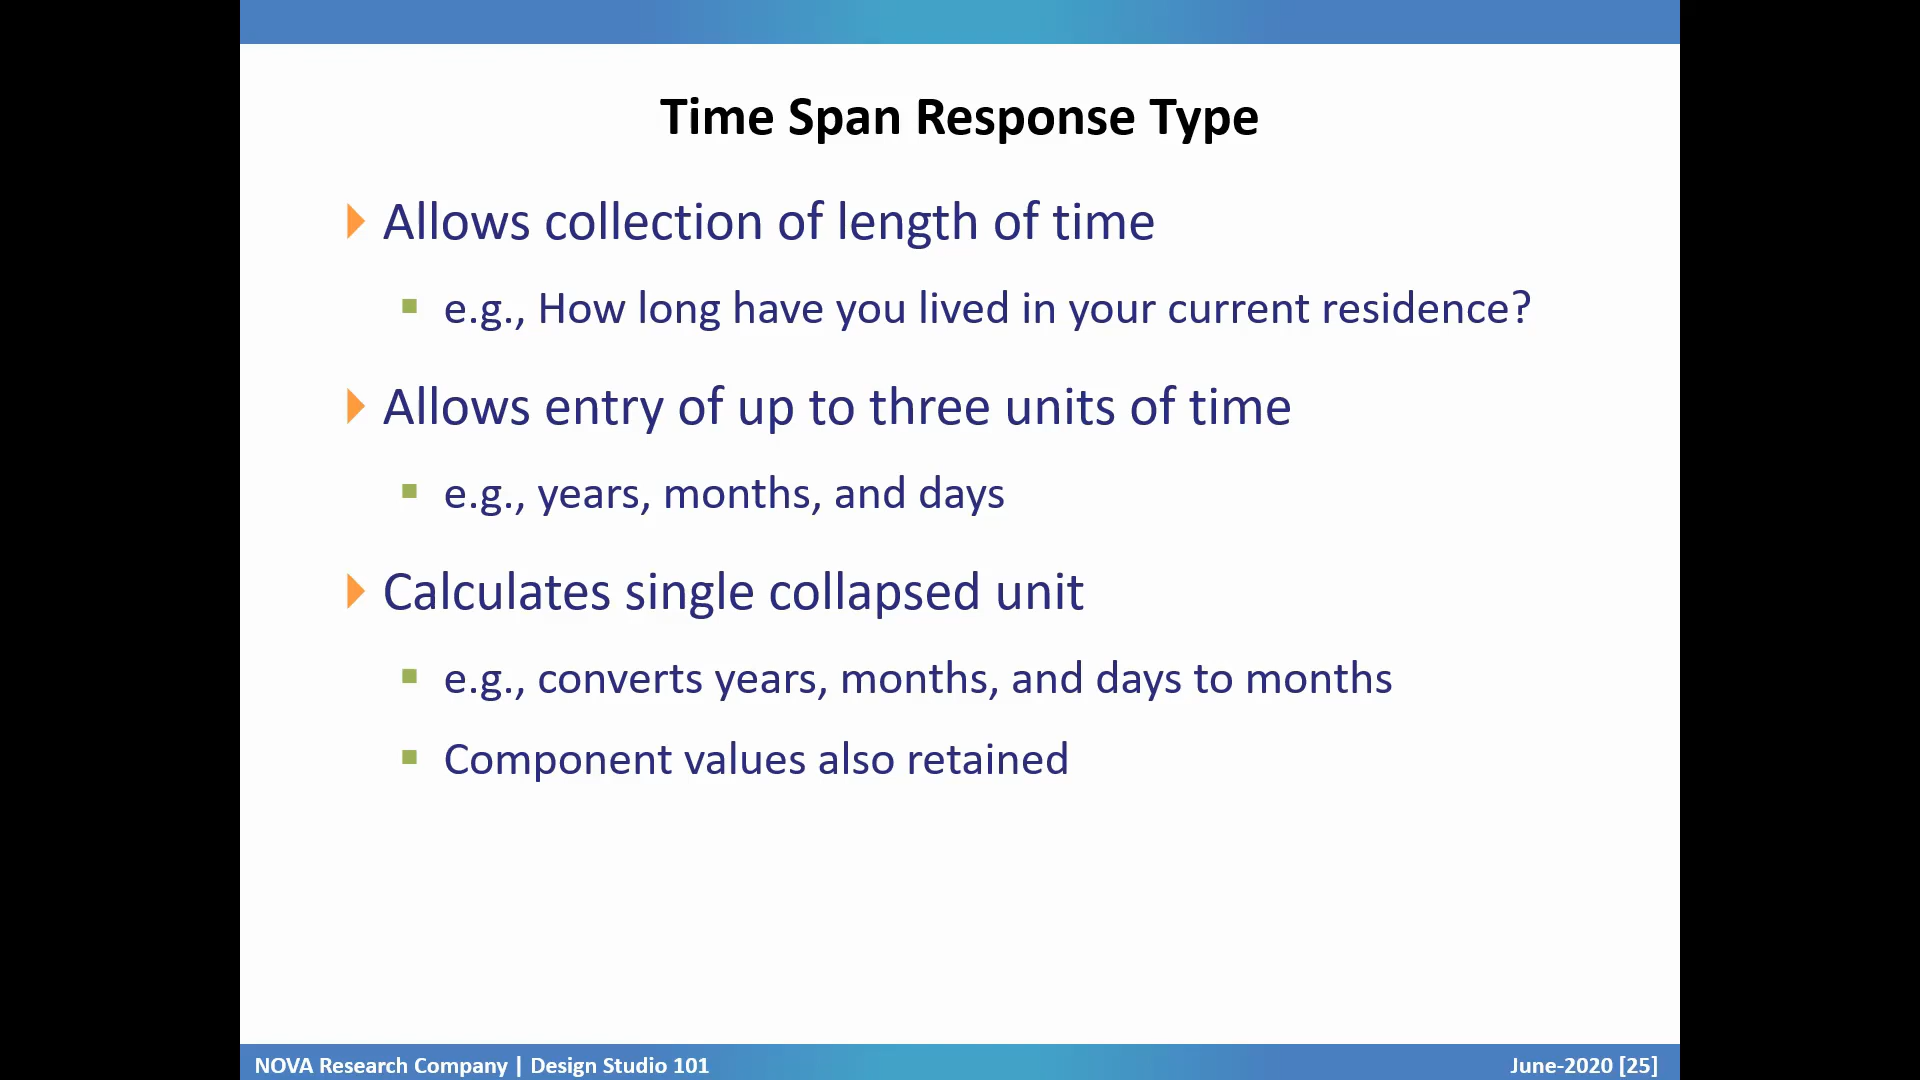 Time Span Response Type
Allows collection of length of time
e.g., How long have you lived in your current residence?
Allows entry of up to three units of time
e.g., years, months, and days
Calculates single collapsed unit
e.g., converts years, months, and days to months
Component values also retained
NOVA Research Company | Design Studio 101
June-2020 [25]